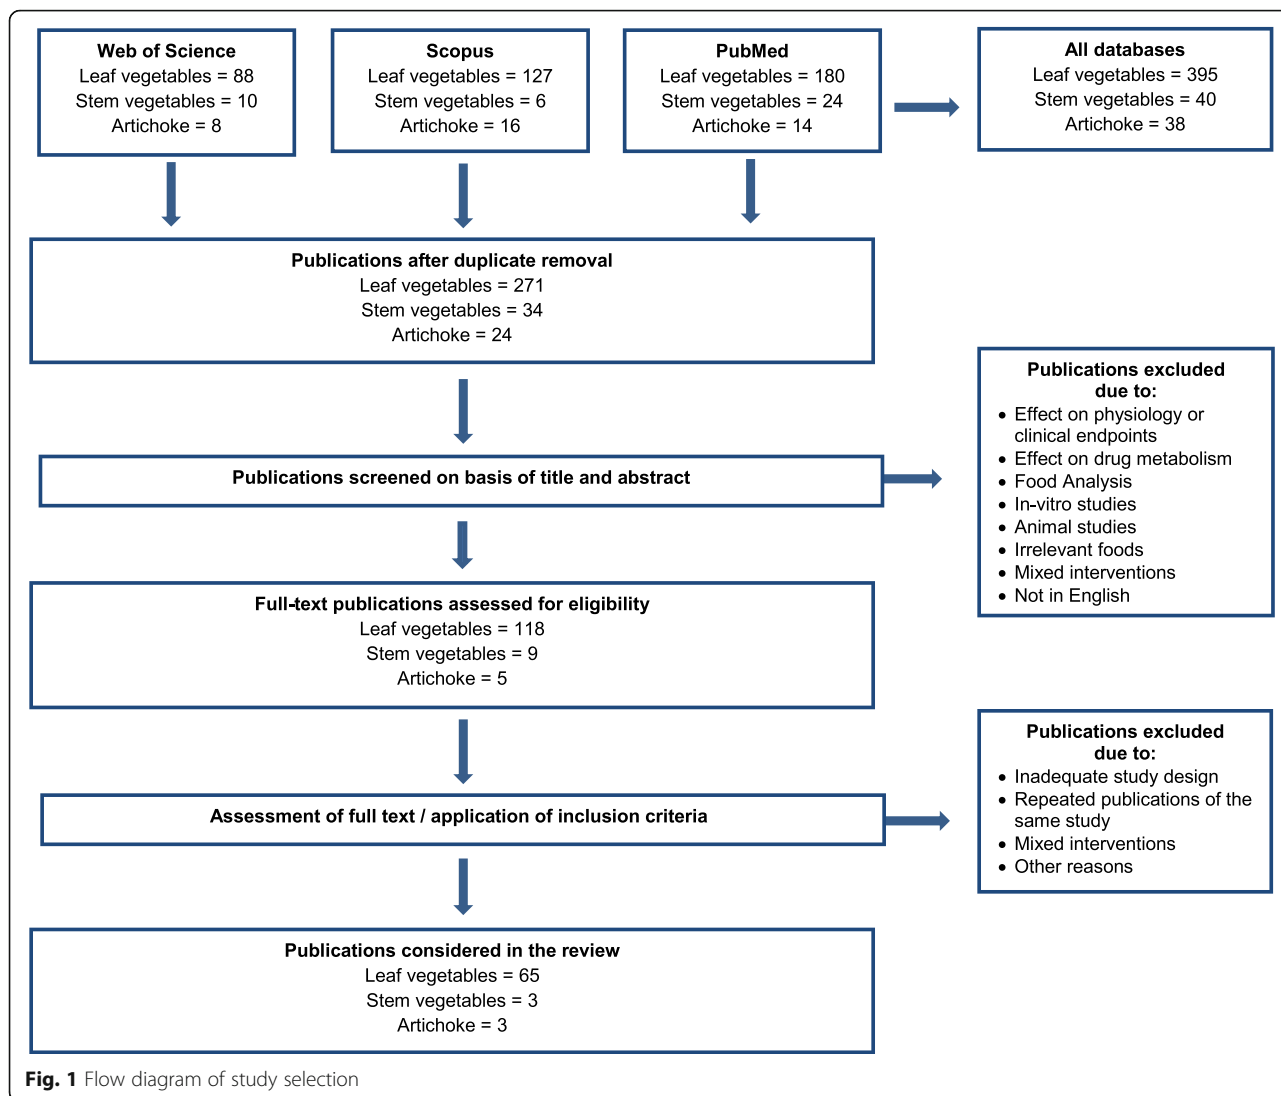 Web of Science
Leaf vegetables = 88
Stem vegetables = 10
Artichoke = 8
Scopus
Leaf vegetables = 127
Stem vegetables = 6
Artichoke = 16
PubMed
Leaf vegetables = 180
Stem vegetables = 24
Artichoke = 14
All databases
Leaf vegetables = 395
Stem vegetables = 40
Artichoke = 38
Publications after duplicate removal
Leaf vegetables = 271
Stem vegetables = 34
Artichoke = 24
Publications screened on basis of title and abstract
Publications excluded
due to:
• Effect on physiology or
clinical endpoints
• Effect on drug metabolism
• Food Analysis
• In-vitro studies
• Animal studies
• Irrelevant foods
• Mixed interventions
• Not in English
Full-text publications assessed for eligibility
Leaf vegetables = 118
Stem vegetables = 9
Artichoke = 5
Assessment of full text / application of inclusion criteria
Publications excluded
due to:
• Inadequate study design
• Repeated publications of the
same study
• Mixed interventions
• Other reasons
Publications considered in the review
Leaf vegetables = 65
Stem vegetables = 3
Artichoke = 3
Fig. 1 Flow diagram of study selection